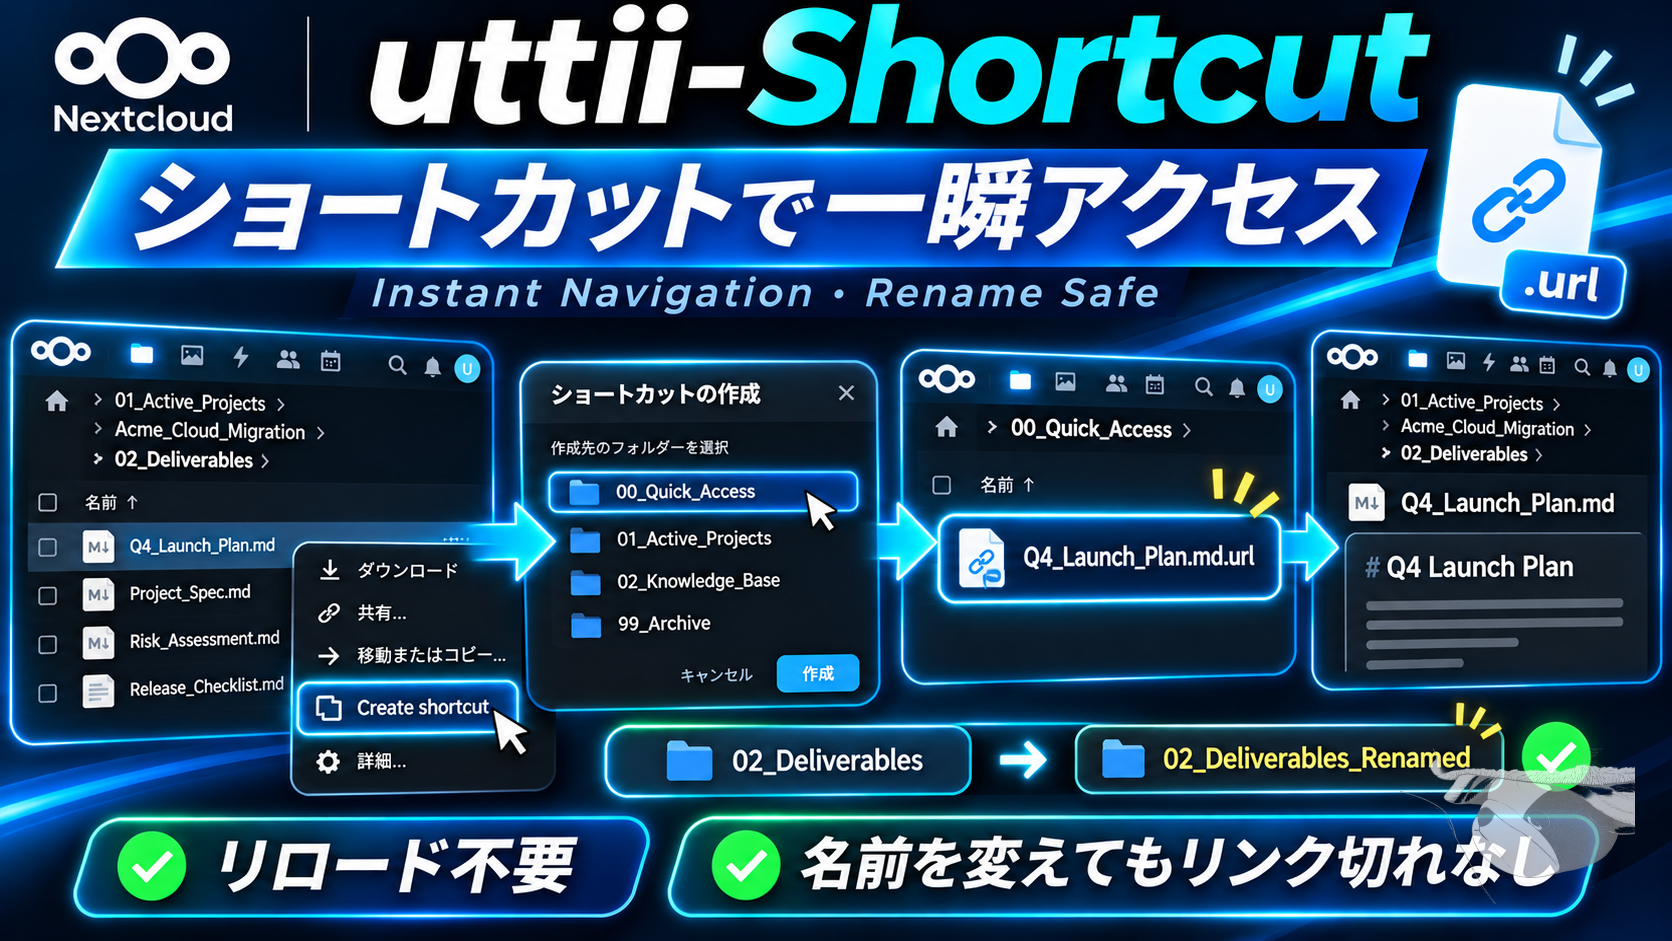 Nextcloud
uttii-Shortcut
ショートカットで一瞬アクセス
Instant Navigation • Rename Safe
.url
U
01_Active_Projects
Acme_Cloud_Migration
02_Deliverables
名前 ↑
Q4_Launch_Plan.md
Project_Spec.md
Risk_Assessment.md
Release_Checklist.md
ダウンロード
共有...
移動またはコピー...
Create shortcut
詳細...
ショートカットの作成
作成先のフォルダーを選択
00_Quick_Access
01_Active_Projects
02_Knowledge_Base
99_Archive
キャンセル
作成
U
00_Quick_Access
名前 ↑
Q4_Launch_Plan.md.url
U
01_Active_Projects
Acme_Cloud_Migration
02_Deliverables
M↓ Q4_Launch_Plan.md
# Q4 Launch Plan
02_Deliverables → 02_Deliverables_Renamed
リロード不要
名前を変えてもリンク切れなし